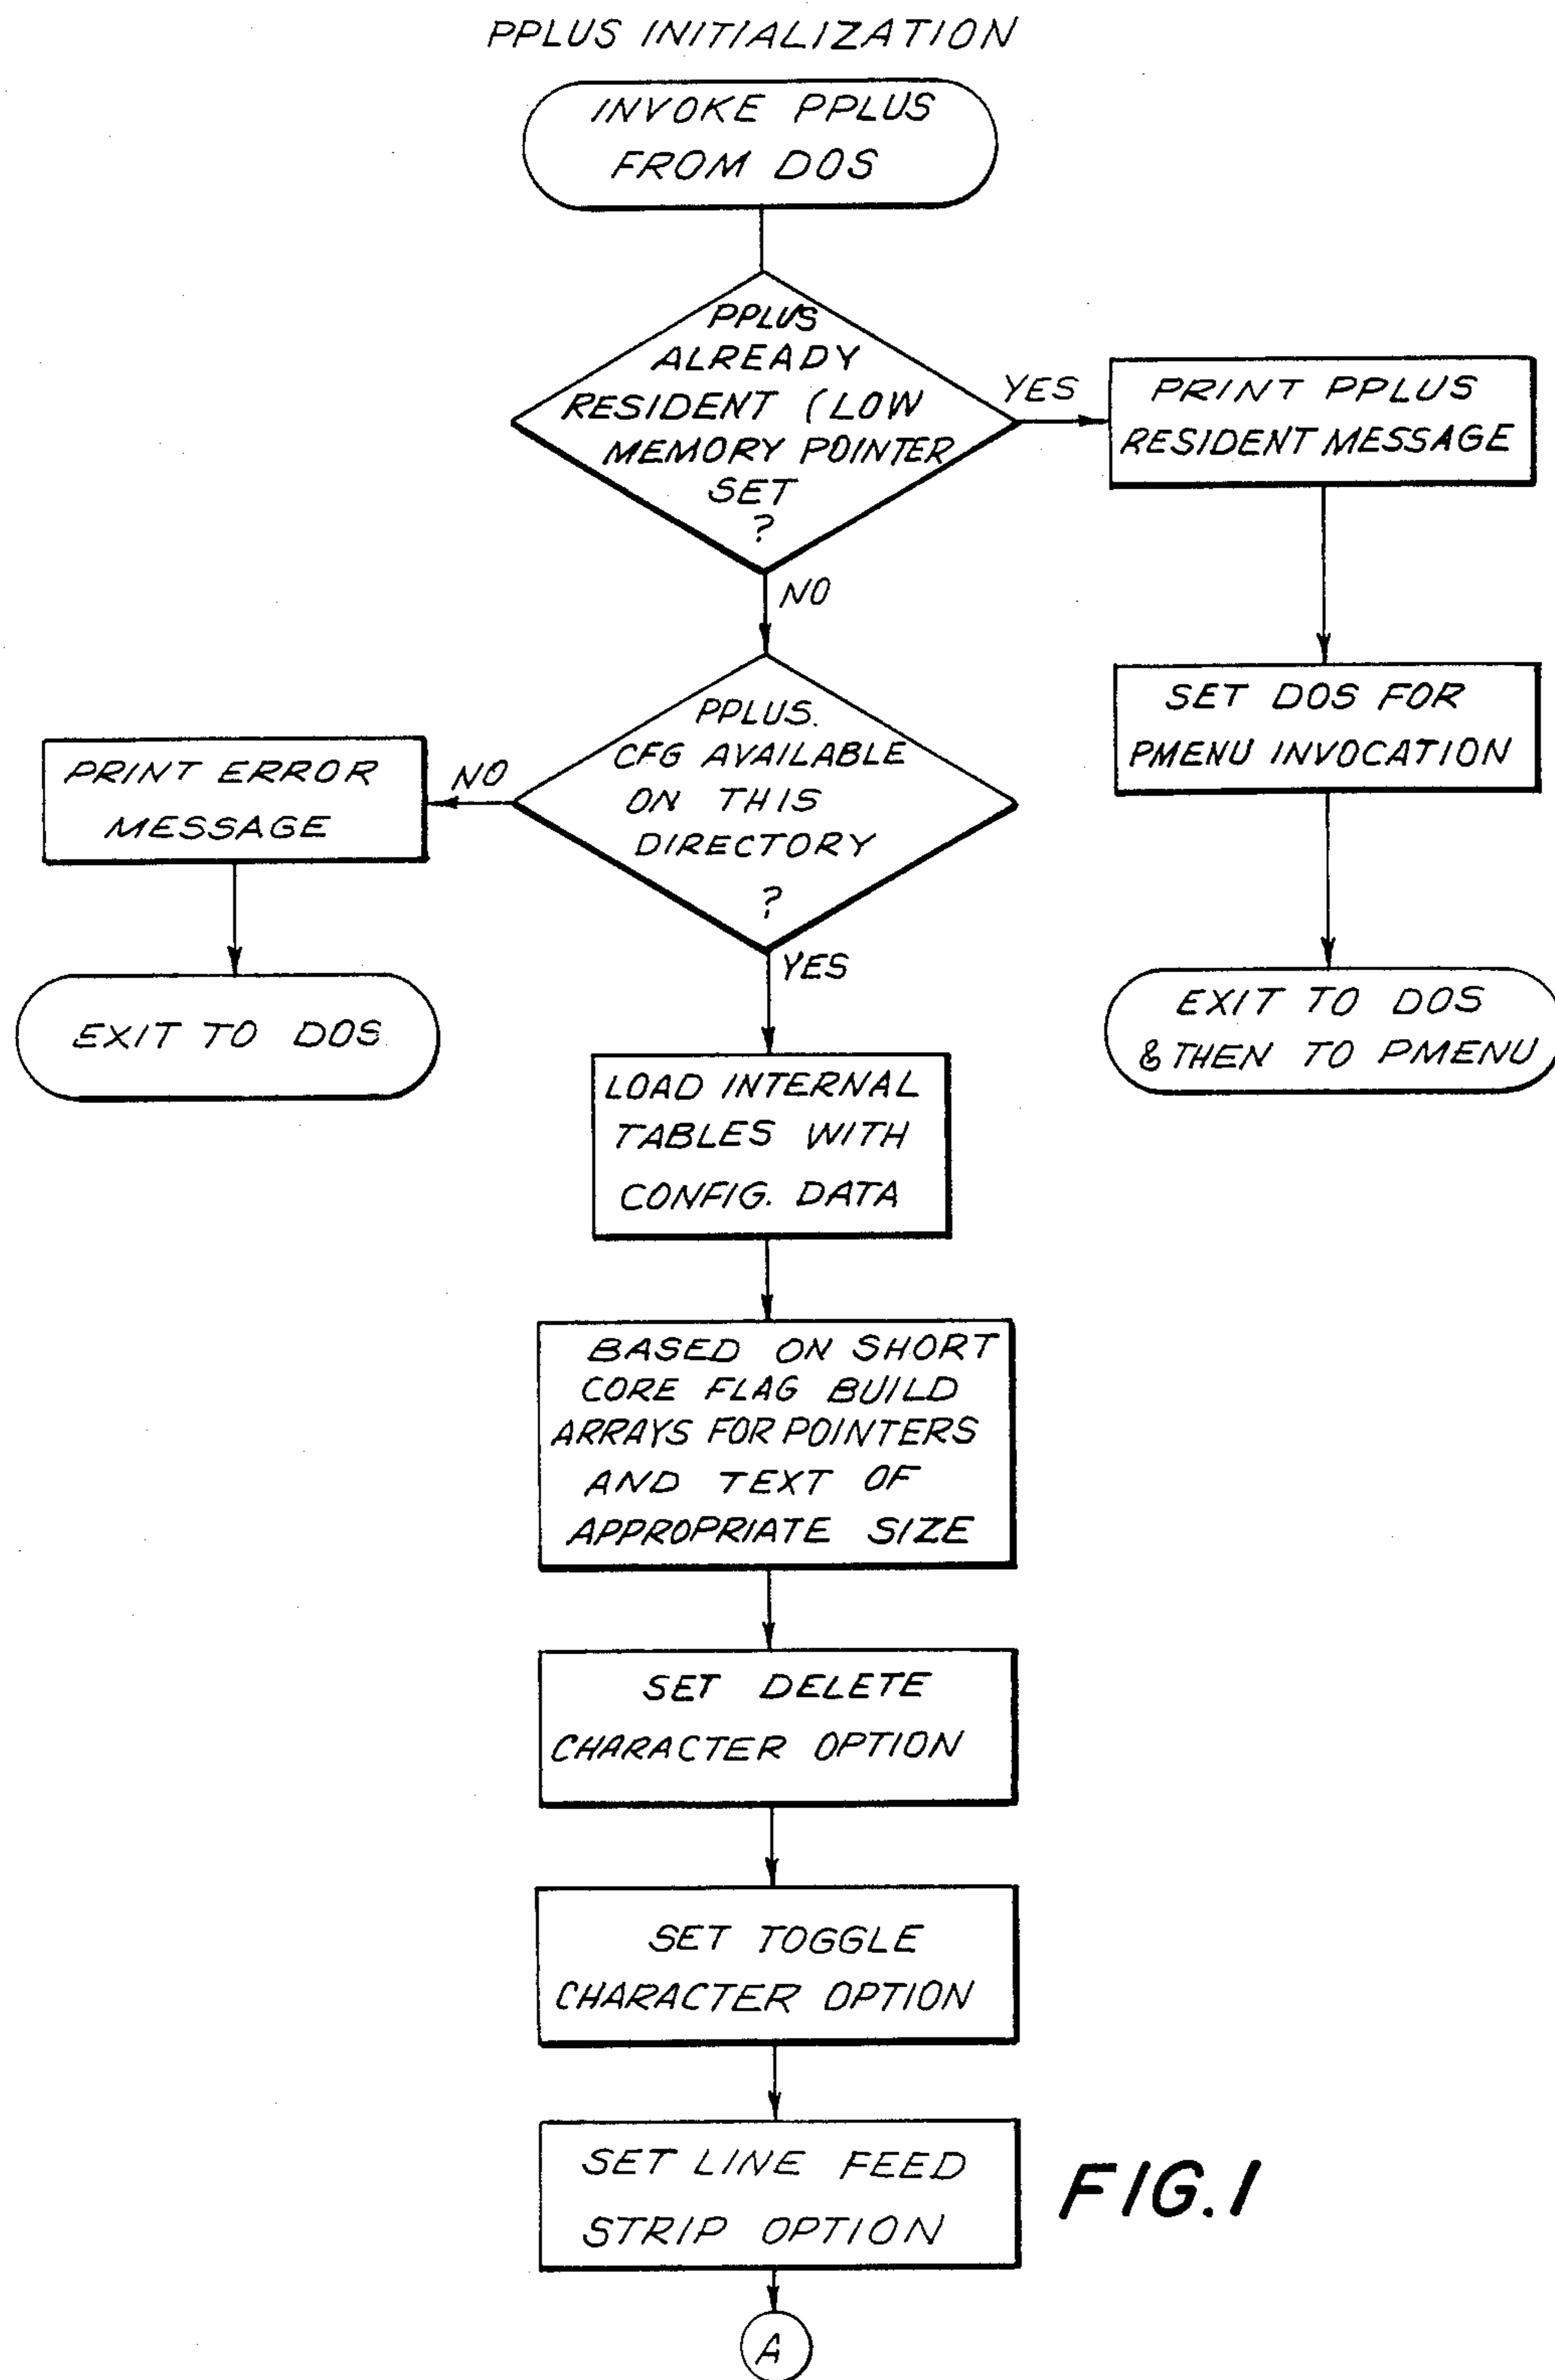 PPLUS INITIALIZATION
INVOKE PPLUS
FROM DOS
PPLUS
ALREADY
RESIDENT (LOW
MEMORY POINTER
SET
?
YES
PRINT PPLUS
RESIDENT MESSAGE
NO
SET DOS FOR
PMENU INVOCATION
EXIT TO DOS
& THEN TO PMENU
PPLUS.
CFG AVAILABLE
ON THIS
DIRECTORY
?
NO
PRINT ERROR
MESSAGE
EXIT TO DOS
YES
LOAD INTERNAL
TABLES WITH
CONFIG. DATA
BASED ON SHORT
CORE FLAG BUILD
ARRAYS FOR POINTERS
AND TEXT OF
APPROPRIATE SIZE
SET DELETE
CHARACTER OPTION
SET TOGGLE
CHARACTER OPTION
SET LINE FEED
STRIP OPTION
A
FIG. 1